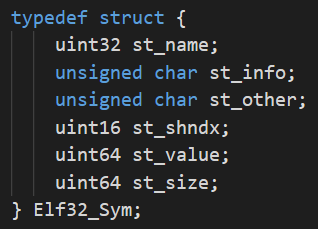 typedef struct {
    uint32 st_name;
    unsigned char st_info;
    unsigned char st_other;
    uint16 st_shndx;
    uint64 st_value;
    uint64 st_size;
} Elf32_Sym;